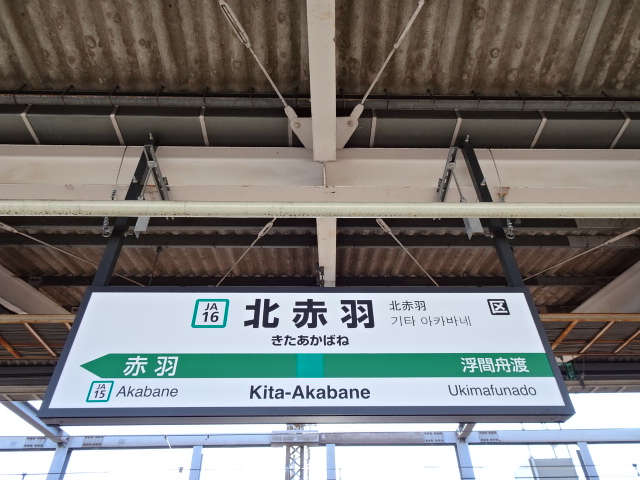 JA
16
北赤羽
北赤羽
기타 아카바네
区
きたあかばね
赤羽
浮間舟渡
JA
15
Akabane
Kita-Akabane
Ukimafunado